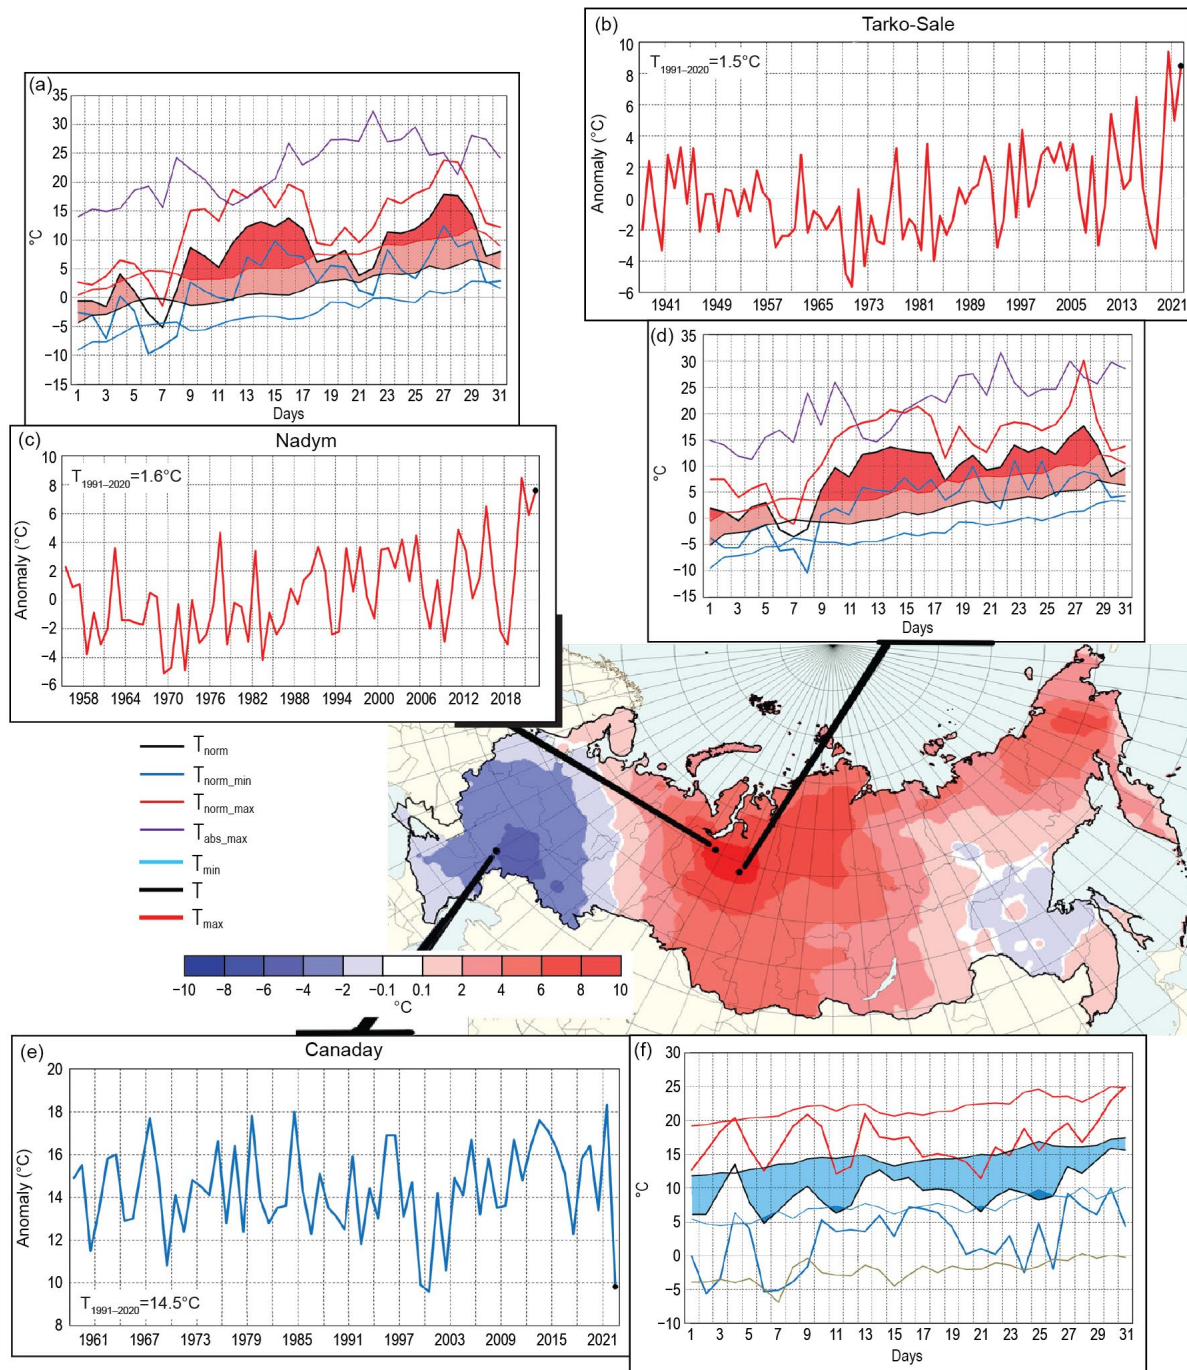 (b)
Tarko-Sale
T1991–2020=1.5°C
Anomaly (°C)
10
8
6
4
2
0
−2
−4
−6
1941 1949 1957 1965 1973 1981 1989 1997 2005 2013 2021
(a)
°C
35
30
25
20
15
10
5
0
−5
−10
−15
1 3 5 7 9 11 13 15 17 19 21 23 25 27 29 31
Days
(d)
°C
35
30
25
20
15
10
5
0
−5
−10
−15
1 3 5 7 9 11 13 15 17 19 21 23 25 27 29 31
Days
(c)
Nadym
T1991–2020=1.6°C
Anomaly (°C)
10
8
6
4
2
0
−2
−4
−6
1958 1964 1970 1976 1982 1988 1994 2000 2006 2012 2018
Tnorm
Tnorm_min
Tnorm_max
Tabs_max
Tmin
T
Tmax
−10 −8 −6 −4 −2 −0.1 0.1 2 4 6 8 10
°C
(e)
Canaday
Anomaly (°C)
20
18
16
14
12
10
8
T1991–2020=14.5°C
1961 1967 1973 1979 1985 1991 1997 2003 2009 2015 2021
(f)
°C
30
25
20
15
10
5
0
−5
−10
1 3 5 7 9 11 13 15 17 19 21 23 25 27 29 31
Days